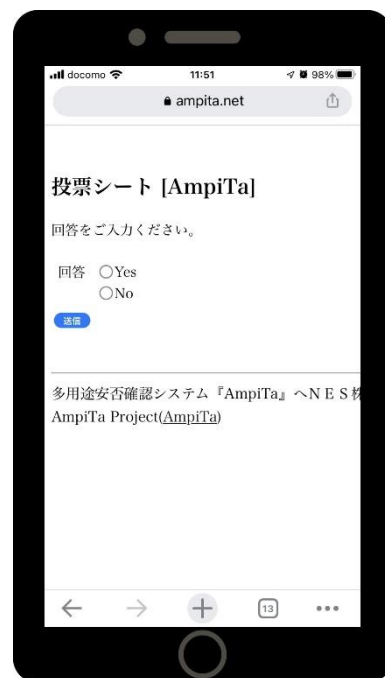 docomo 11:51 98%
ampita.net
投票シート [AmpiTa]
回答をご入力ください。
回答 Yes
No
送信
多用途安否確認システム『AmpiTa』へNES株
AmpiTa Project(AmpiTa)
13